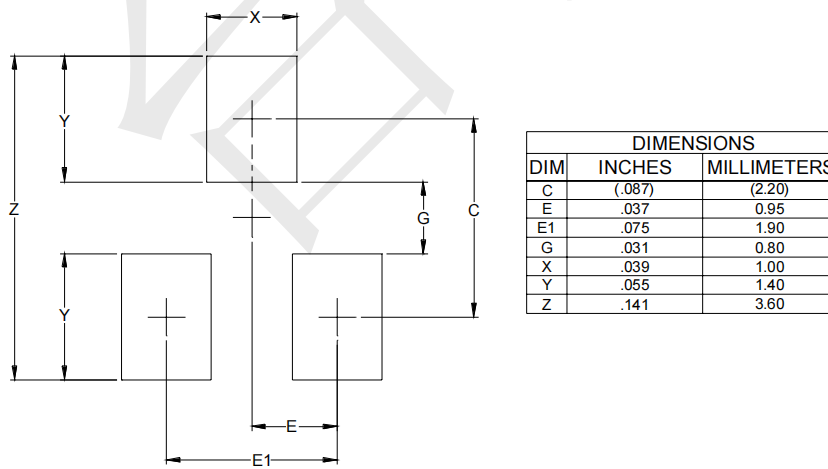 X
Y
Z
G
C
Y
E
E1
DIMENSIONS
DIM INCHES MILLIMETERS
C (.087) (2.20)
E .037 0.95
E1 .075 1.90
G .031 0.80
X .039 1.00
Y .055 1.40
Z .141 3.60